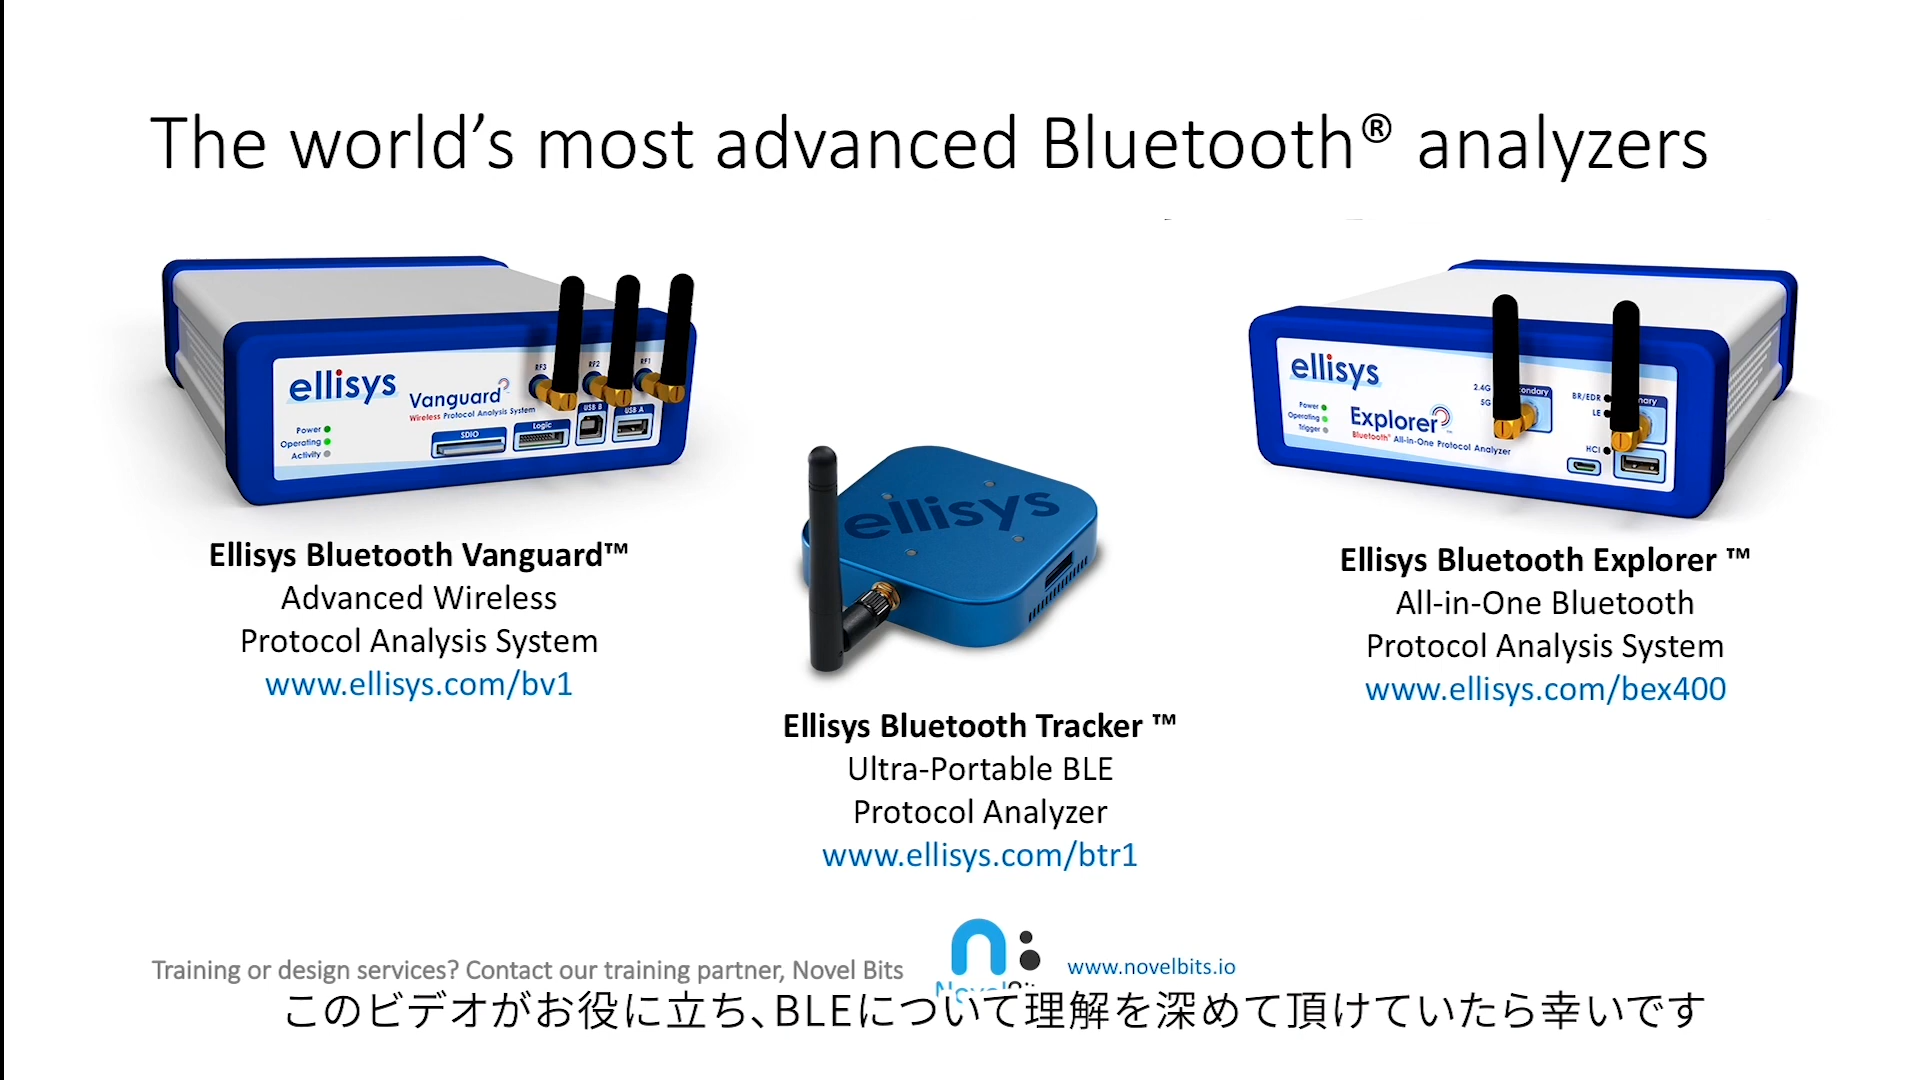 The world's most advanced Bluetooth® analyzers
ellisys
Vanguard
Wireless Protocol Analysis System
RF3
RF2
RF1
Power
Operating
Activity
SDIO
Logic
USB B
USB A
Ellisys Bluetooth Vanguard™
Advanced Wireless
Protocol Analysis System
www.ellisys.com/bv1
ellisys
Ellisys Bluetooth Tracker ™
Ultra-Portable BLE
Protocol Analyzer
www.ellisys.com/btr1
ellisys
Explorer
Bluetooth® All-in-One Protocol Analyzer
Power
Operating
Trigger
2.4G
5G
BR/EDR
LE
HCI
Ellisys Bluetooth Explorer ™
All-in-One Bluetooth
Protocol Analysis System
www.ellisys.com/bex400
Training or design services? Contact our training partner, Novel Bits
www.novelbits.io
このビデオがお役に立ち、BLEについて理解を深めて頂けていたら幸いです